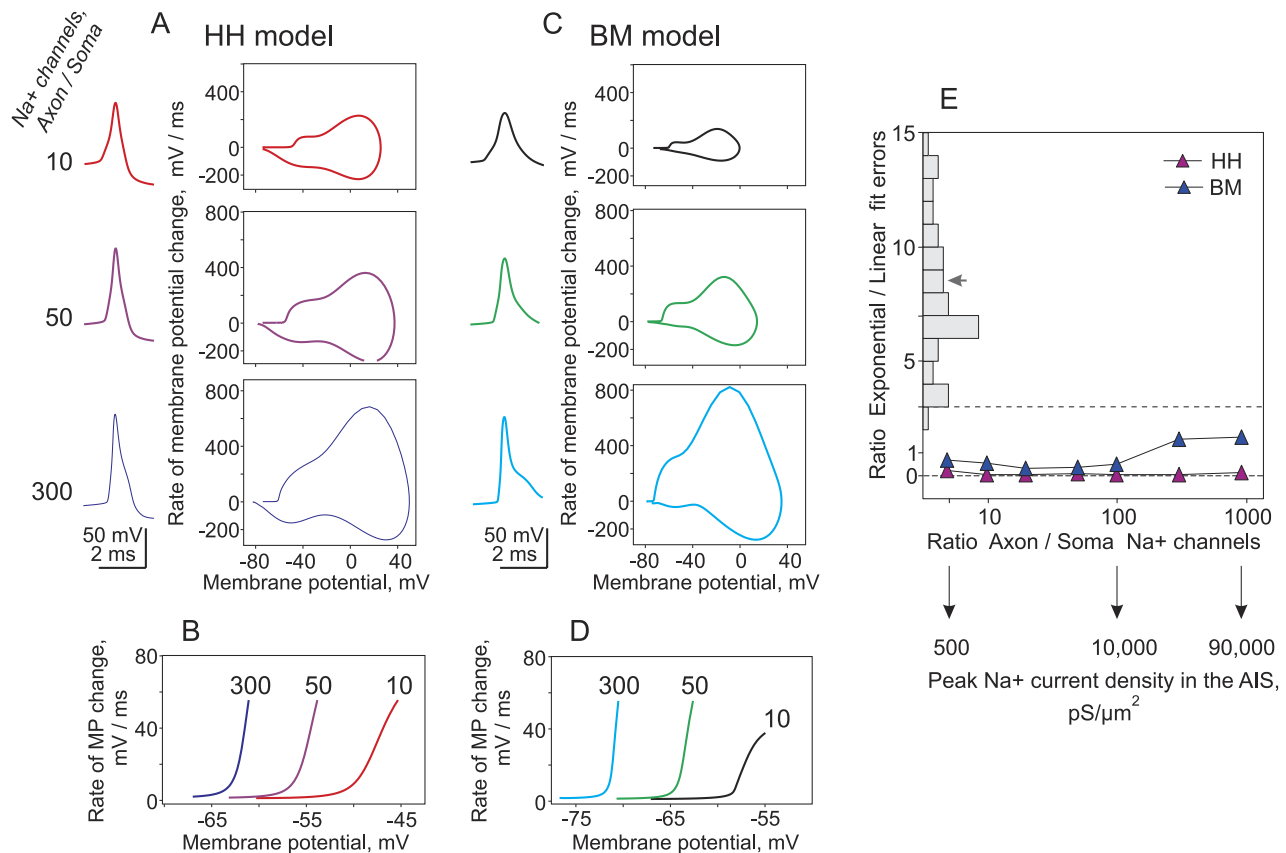 A
HH model
C
BM model
Na+ channels,
Axon / Soma
10
50
300
50 mV
2 ms
Rate of membrane potential change, mV / ms
600
400
200
0
-200
800
400
0
-200
800
400
0
-200
-80 -40 0 40
Membrane potential, mV
50 mV
2 ms
Rate of membrane potential change, mV / ms
600
400
200
0
-200
800
400
0
-200
800
400
0
-200
-80 -40 0 40
Membrane potential, mV
B
Rate of MP change,
mV / ms
80
40
0
300 50 10
-65 -55 -45
Membrane potential, mV
D
Rate of MP change,
mV / ms
80
40
0
300 50 10
-75 -65 -55
Membrane potential, mV
E
Ratio Exponential / Linear fit errors
15
10
5
1
0
HH
BM
10 100 1000
Ratio Axon / Soma Na+ channels
500 10,000 90,000
Peak Na+ current density in the AIS,
pS/µm²